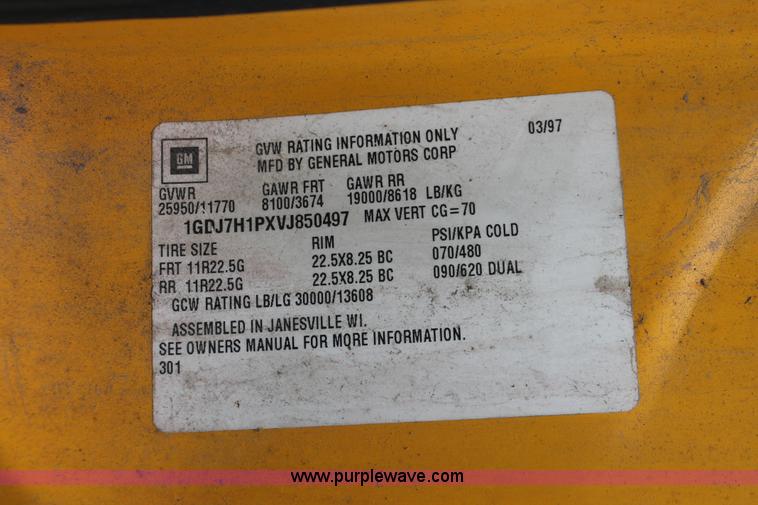 GM
GVW RATING INFORMATION ONLY 03/97
MFD BY GENERAL MOTORS CORP
GVWR GAWR FRT GAWR RR
25950/11770 8100/3674 19000/8618 LB/KG
1GDJ7H1PXVJ850497 MAX VERT CG=70
TIRE SIZE RIM PSI/KPA COLD
FRT 11R22.5G 22.5X8.25 BC 070/480
RR 11R22.5G 22.5X8.25 BC 090/620 DUAL
GCW RATING LB/LG 30000/13608
ASSEMBLED IN JANESVILLE WI.
SEE OWNERS MANUAL FOR MORE INFORMATION.
301
www.purplewave.com